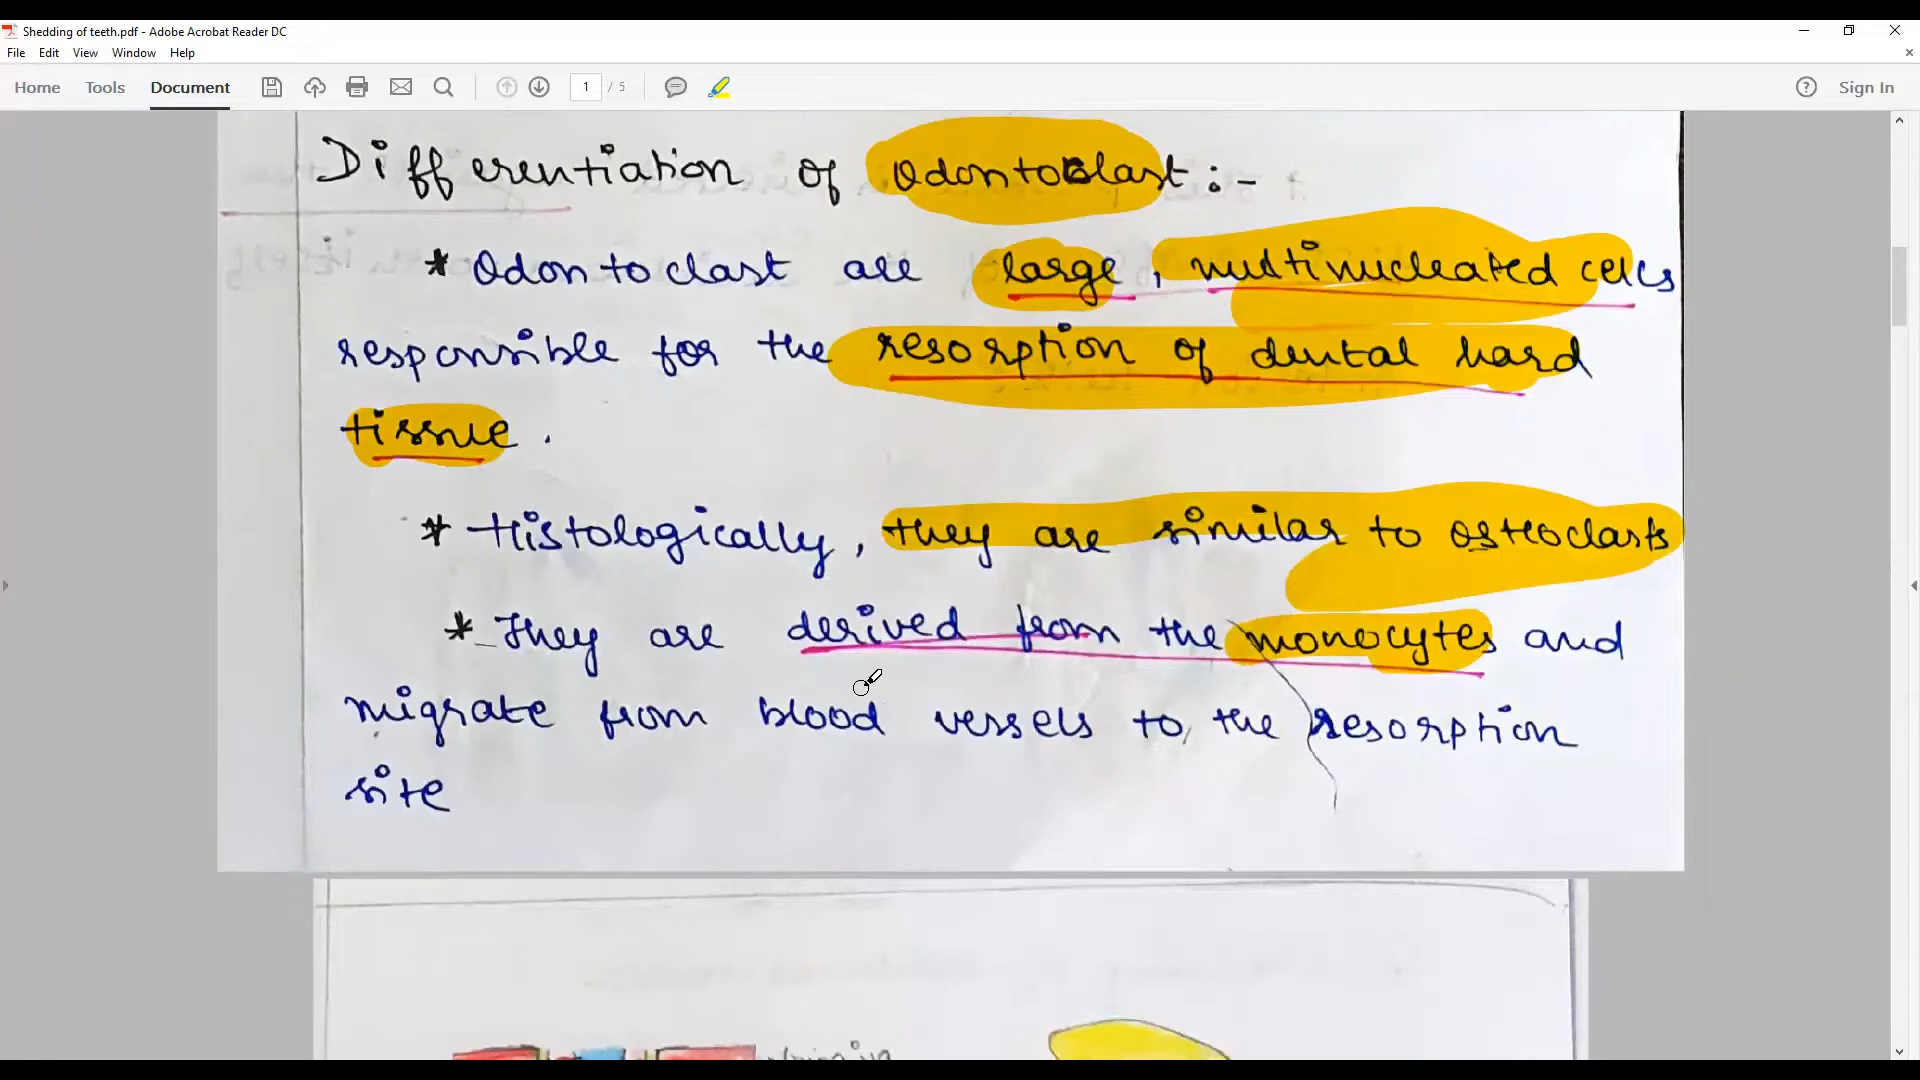 Shedding of teeth.pdf - Adobe Acrobat Reader DC
File Edit View Window Help
Home Tools Document 1 / 5 Sign In
Differentiation of Odontoclast :-
* Odontoclast are large, multinucleated cells
responsible for the resorption of dental hard
tissue.
* Histologically, they are similar to osteoclasts
* They are derived from the monocytes and
migrate from blood vessels to the resorption
site